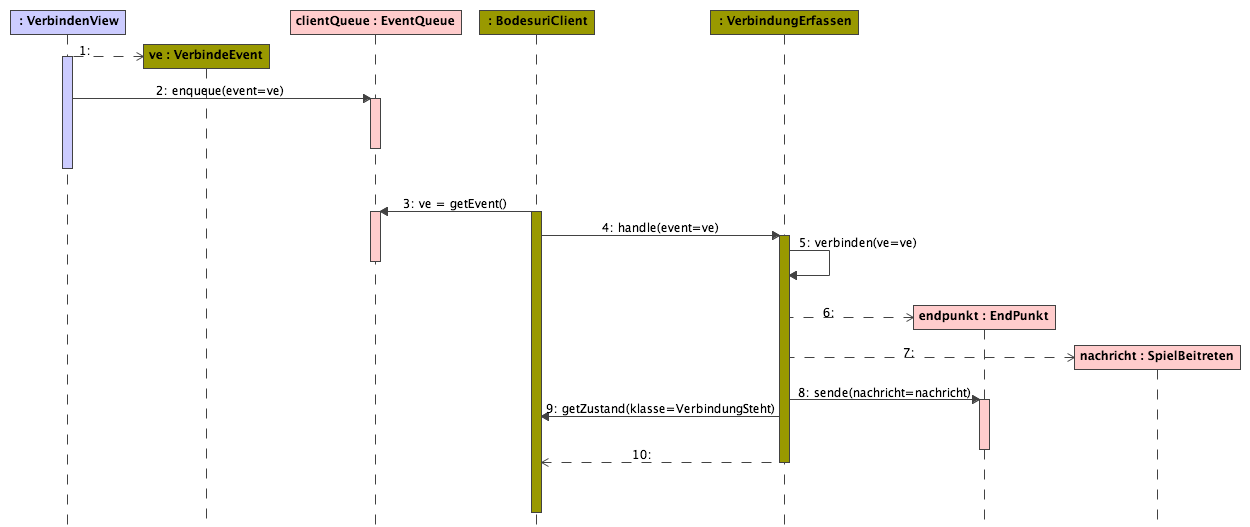 : VerbindenView
clientQueue : EventQueue
: BodesuriClient
: VerbindungErfassen
1:
ve : VerbindeEvent
2: enqueue(event=ve)
3: ve = getEvent()
4: handle(event=ve)
5: verbinden(ve=ve)
6:
endpunkt : EndPunkt
7:
nachricht : SpielBeitreten
8: sende(nachricht=nachricht)
9: getZustand(klasse=VerbindungSteht)
10: